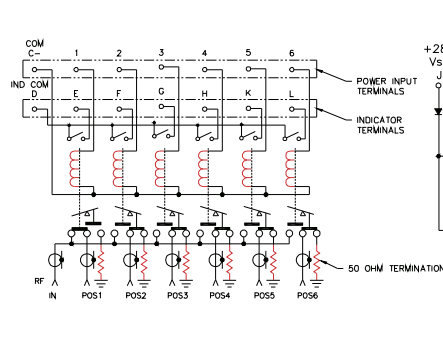 COM
C- 1 2 3 4 5 6
+28
Vs
J
POWER INPUT
TERMINALS
IND COM
D E F G H K L
INDICATOR
TERMINALS
50 OHM TERMINATION
RF
IN POS1 POS2 POS3 POS4 POS5 POS6